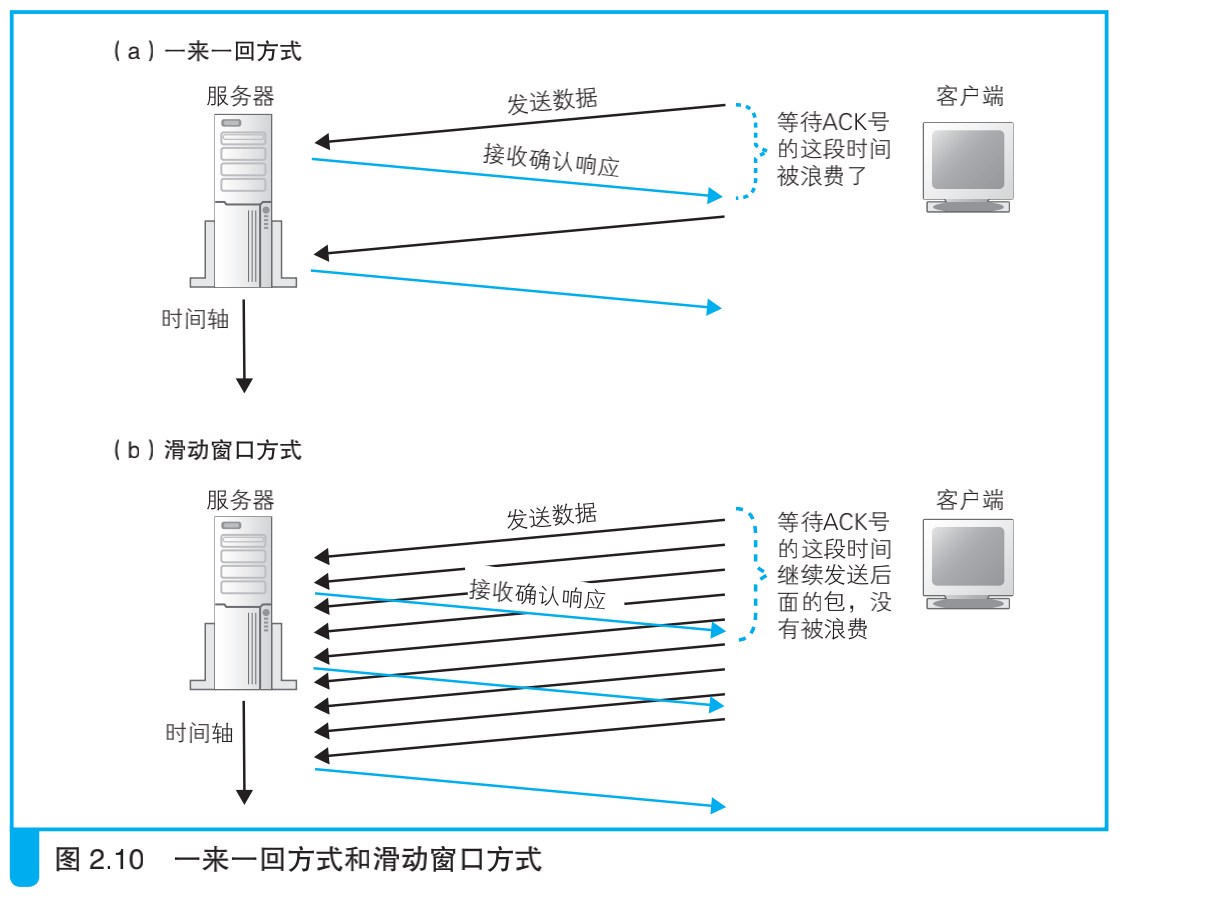 （a）一来一回方式
服务器
发送数据
接收确认响应
等待ACK号
的这段时间
被浪费了
客户端
时间轴
（b）滑动窗口方式
服务器
发送数据
接收确认响应
等待ACK号
的这段时间
继续发送后
面的包，没
有被浪费
客户端
时间轴
图 2.10　一来一回方式和滑动窗口方式